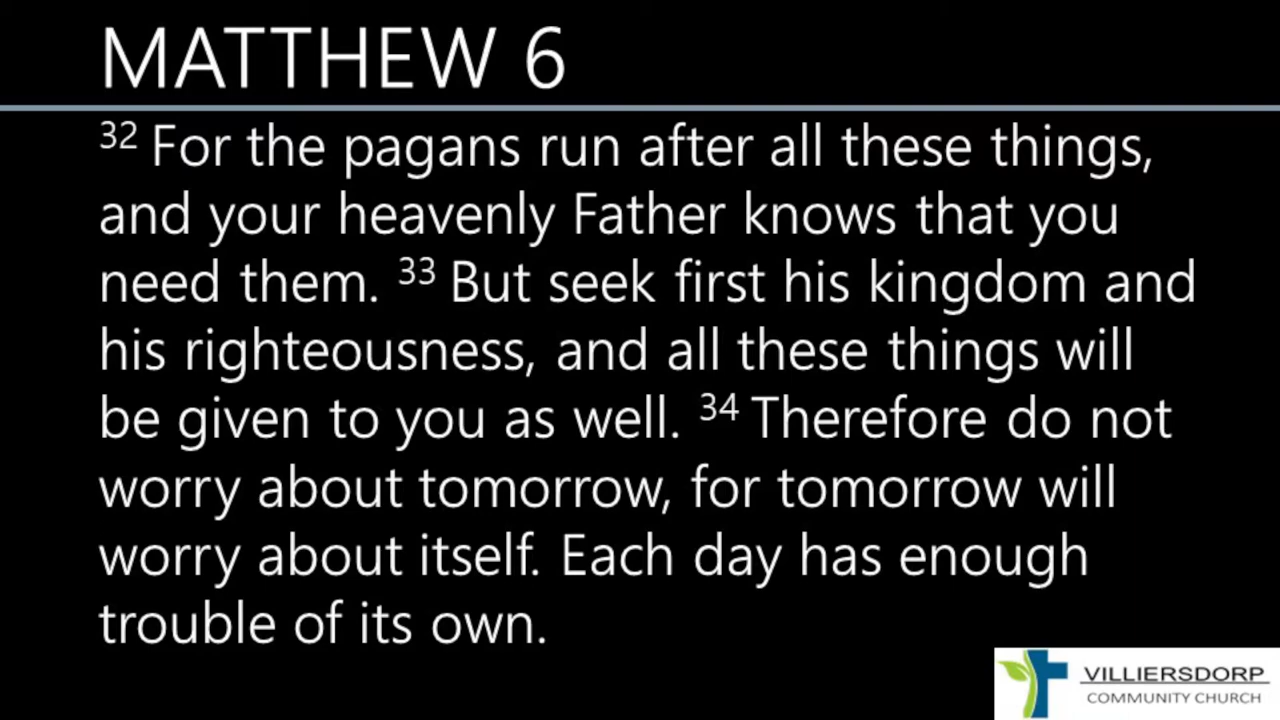 MATTHEW 6
32 For the pagans run after all these things,
and your heavenly Father knows that you
need them. 33 But seek first his kingdom and
his righteousness, and all these things will
be given to you as well. 34 Therefore do not
worry about tomorrow, for tomorrow will
worry about itself. Each day has enough
trouble of its own.
VILLIERSDORP
COMMUNITY CHURCH